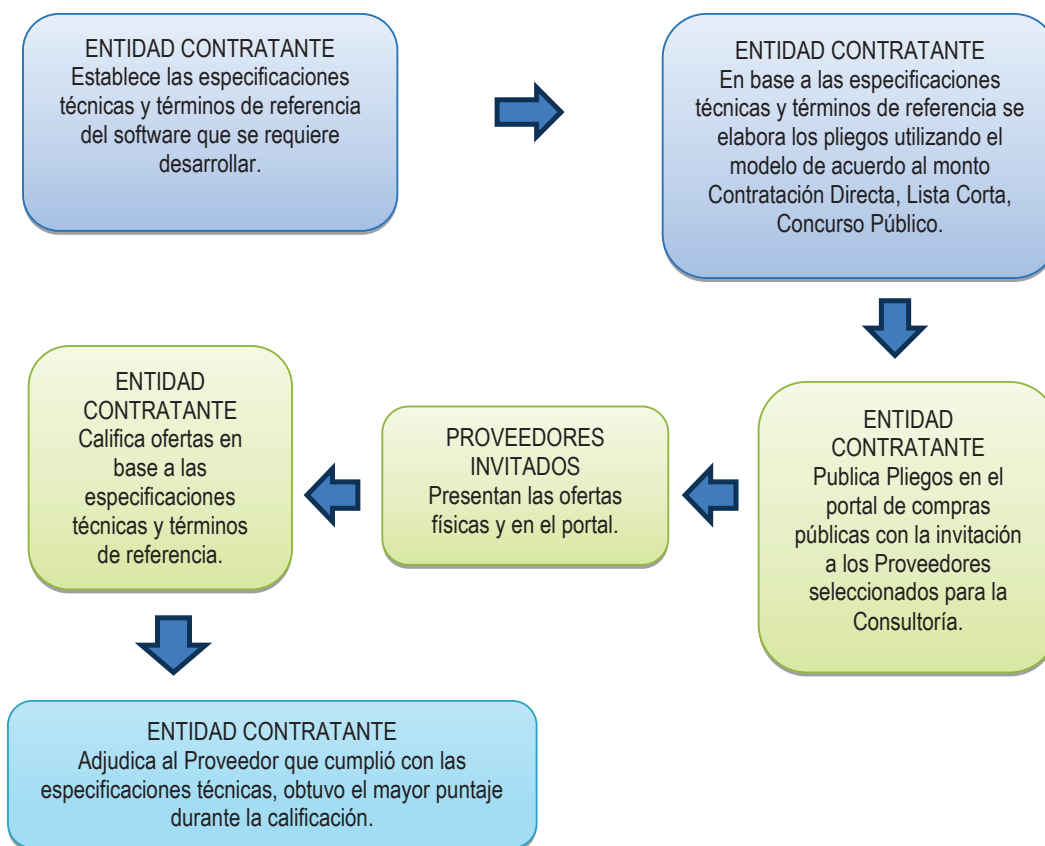 ENTIDAD CONTRATANTE
Establece las especificaciones
técnicas y términos de referencia
del software que se requiere
desarrollar.
ENTIDAD CONTRATANTE
En base a las especificaciones
técnicas y términos de referencia se
elabora los pliegos utilizando el
modelo de acuerdo al monto
Contratación Directa, Lista Corta,
Concurso Público.
ENTIDAD
CONTRATANTE
Publica Pliegos en el
portal de compras
públicas con la invitación
a los Proveedores
seleccionados para la
Consultoría.
PROVEEDORES
INVITADOS
Presentan las ofertas
físicas y en el portal.
ENTIDAD
CONTRATANTE
Califica ofertas en
base a las
especificaciones
técnicas y términos
de referencia.
ENTIDAD CONTRATANTE
Adjudica al Proveedor que cumplió con las
especificaciones técnicas, obtuvo el mayor puntaje
durante la calificación.